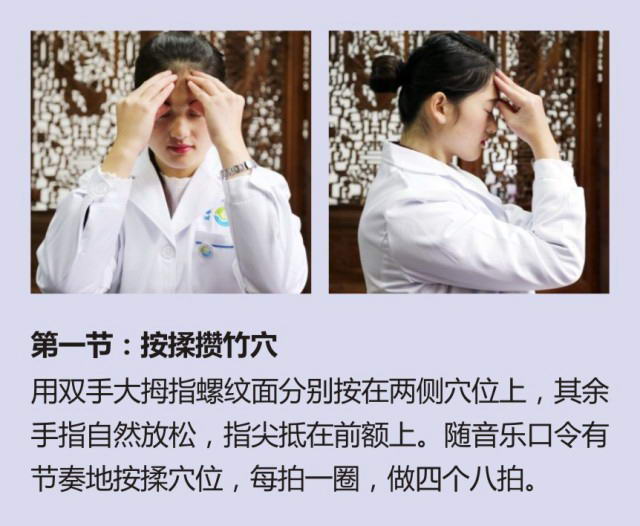 第一节：按揉攒竹穴
用双手大拇指螺纹面分别按在两侧穴位上，其余
手指自然放松，指尖抵在前额上。随音乐口令有
节奏地按揉穴位，每拍一圈，做四个八拍。